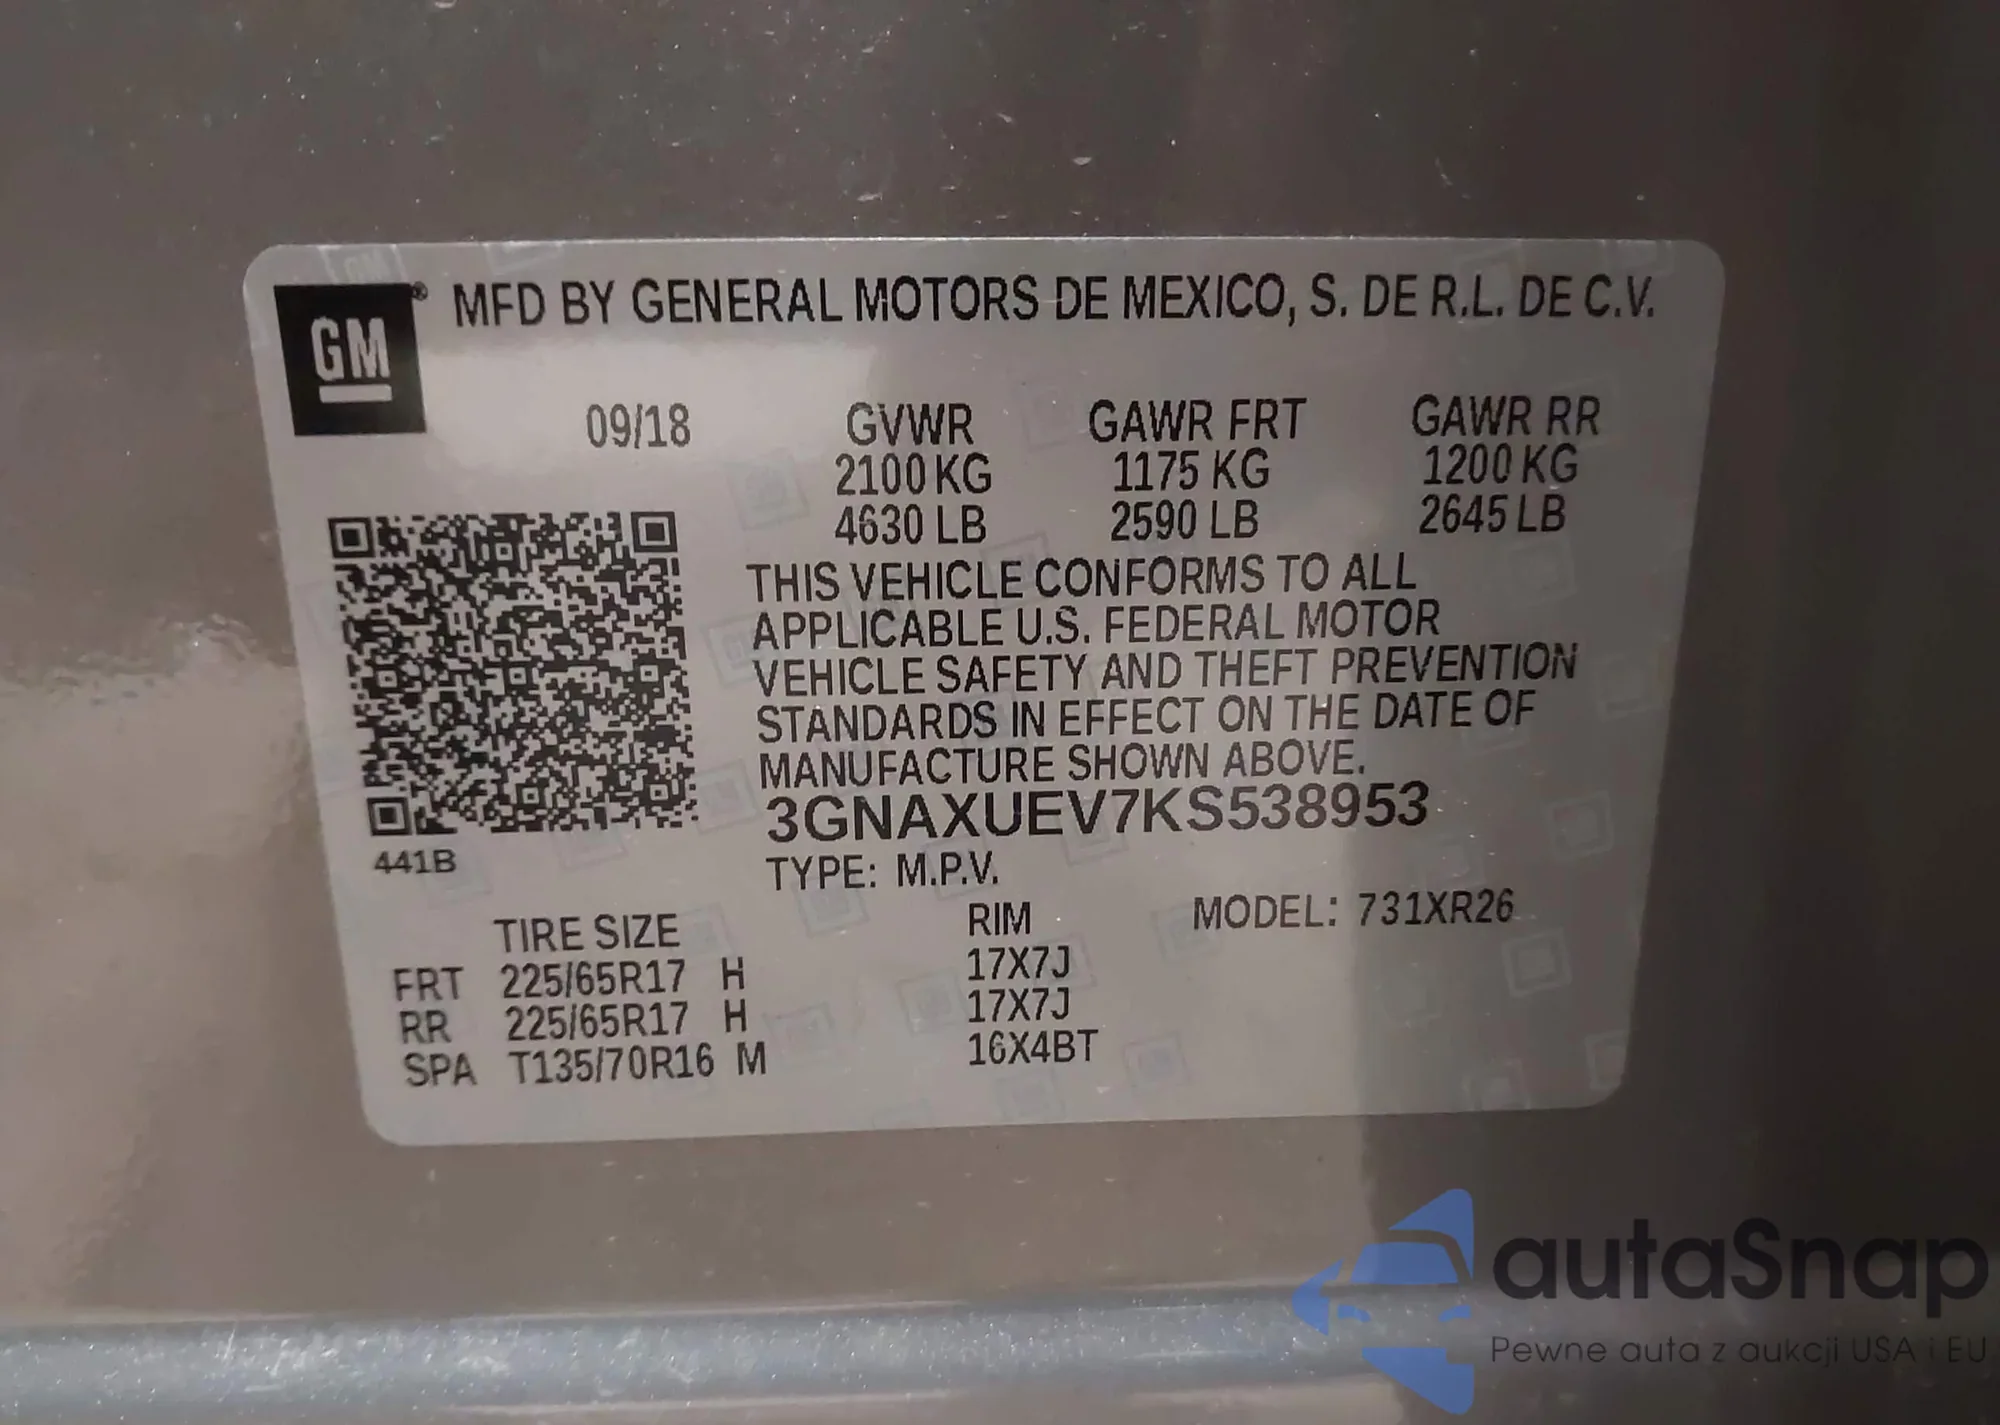 GM® MFD BY GENERAL MOTORS DE MEXICO, S. DE R.L. DE C.V.
09/18 GVWR GAWR FRT GAWR RR
2100 KG 1175 KG 1200 KG
4630 LB 2590 LB 2645 LB
THIS VEHICLE CONFORMS TO ALL
APPLICABLE U.S. FEDERAL MOTOR
VEHICLE SAFETY AND THEFT PREVENTION
STANDARDS IN EFFECT ON THE DATE OF
MANUFACTURE SHOWN ABOVE.
3GNAXUEV7KS538953
441B
TYPE: M.P.V.
TIRE SIZE RIM MODEL: 731XR26
FRT 225/65R17 H 17X7J
RR 225/65R17 H 17X7J
SPA T135/70R16 M 16X4BT
autaSnap
Pewne auta z aukcji USA i EU